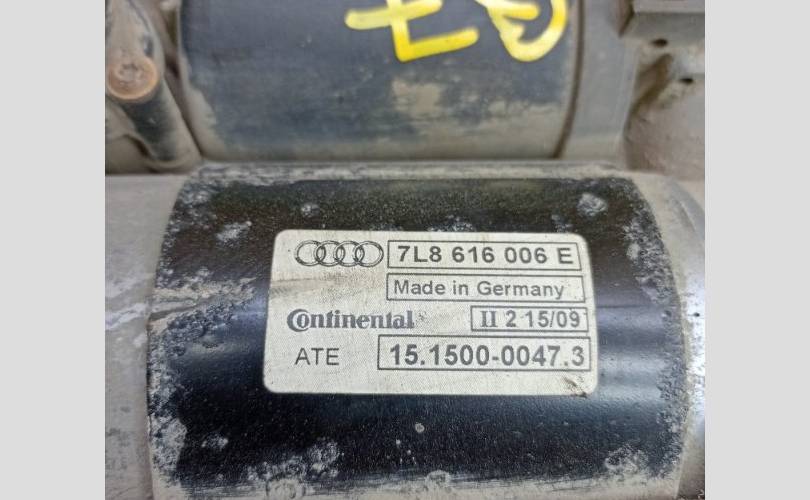 7L8 616 006 E
Made in Germany
Continental
II 2 15/09
ATE
15.1500-0047.3